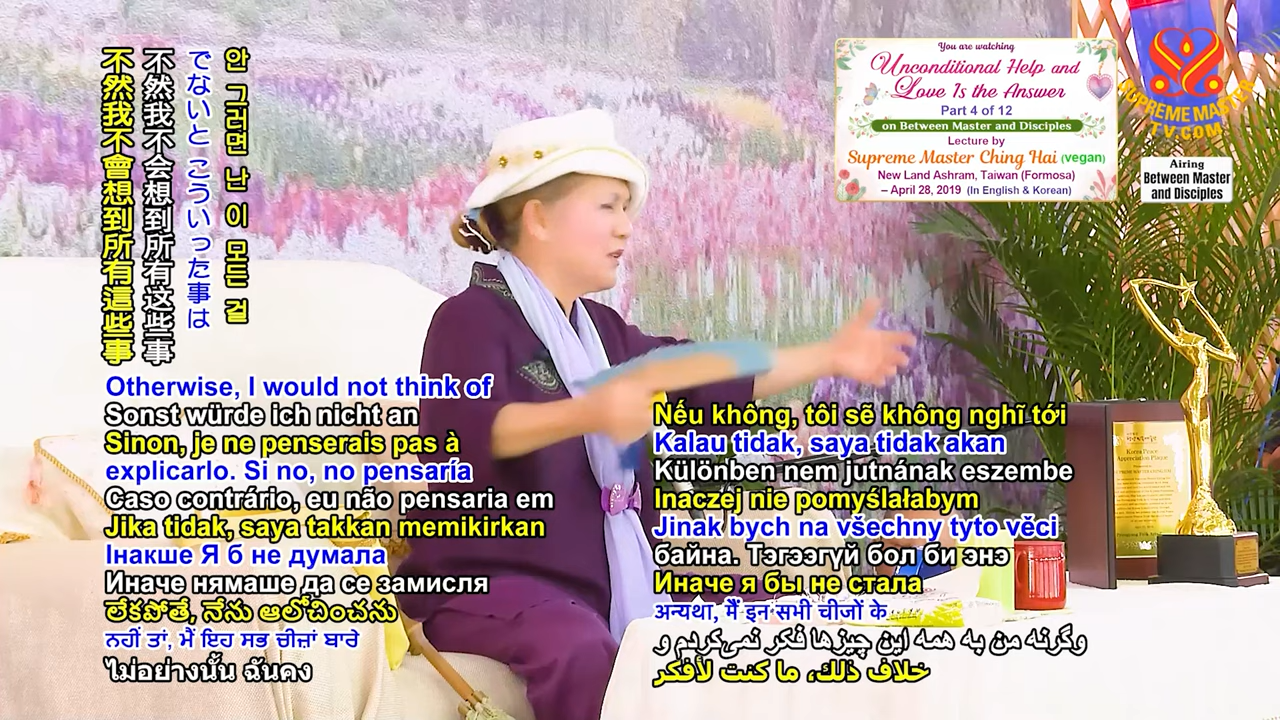 You are watching
Unconditional Help and
Love Is the Answer
Part 4 of 12
on Between Master and Disciples
Lecture by
Supreme Master Ching Hai (vegan)
New Land Ashram, Taiwan (Formosa)
– April 28, 2019 (In English & Korean)
SUPREME MASTER
TV.COM
Airing
Between Master
and Disciples
안 그러면 난 이 모든 걸
でないと こういった事は
不然我不会想到所有这些事
不然我不會想到所有這些事
Otherwise, I would not think of
Sonst würde ich nicht an
Sinon, je ne penserais pas à
explicarlo. Si no, no pensaría
Caso contrário, eu não pensaria em
Jika tidak, saya takkan memikirkan
Інакше Я б не думала
Иначе нямаше да се замисля
లేకపోతే, నేను ఆలోచించను
ਨਹੀਂ ਤਾਂ, ਮੈਂ ਇਹ ਸਭ ਚੀਜ਼ਾਂ ਬਾਰੇ
ไม่อย่างนั้น ฉันคง
Nếu không, tôi sẽ không nghĩ tới
Kalau tidak, saya tidak akan
Különben nem jutnának eszembe
Inaczej nie pomyślałabym
Jinak bych na všechny tyto věci
байна. Тэгээгүй бол би энэ
Иначе я бы не стала
अन्यथा, मैं इन सभी चीजों के
وگرنه من به همه این چیزها فکر نمی‌کردم و
خلاف ذلك، ما كنت لأفكر
Korea Peace
Appreciation Plaque